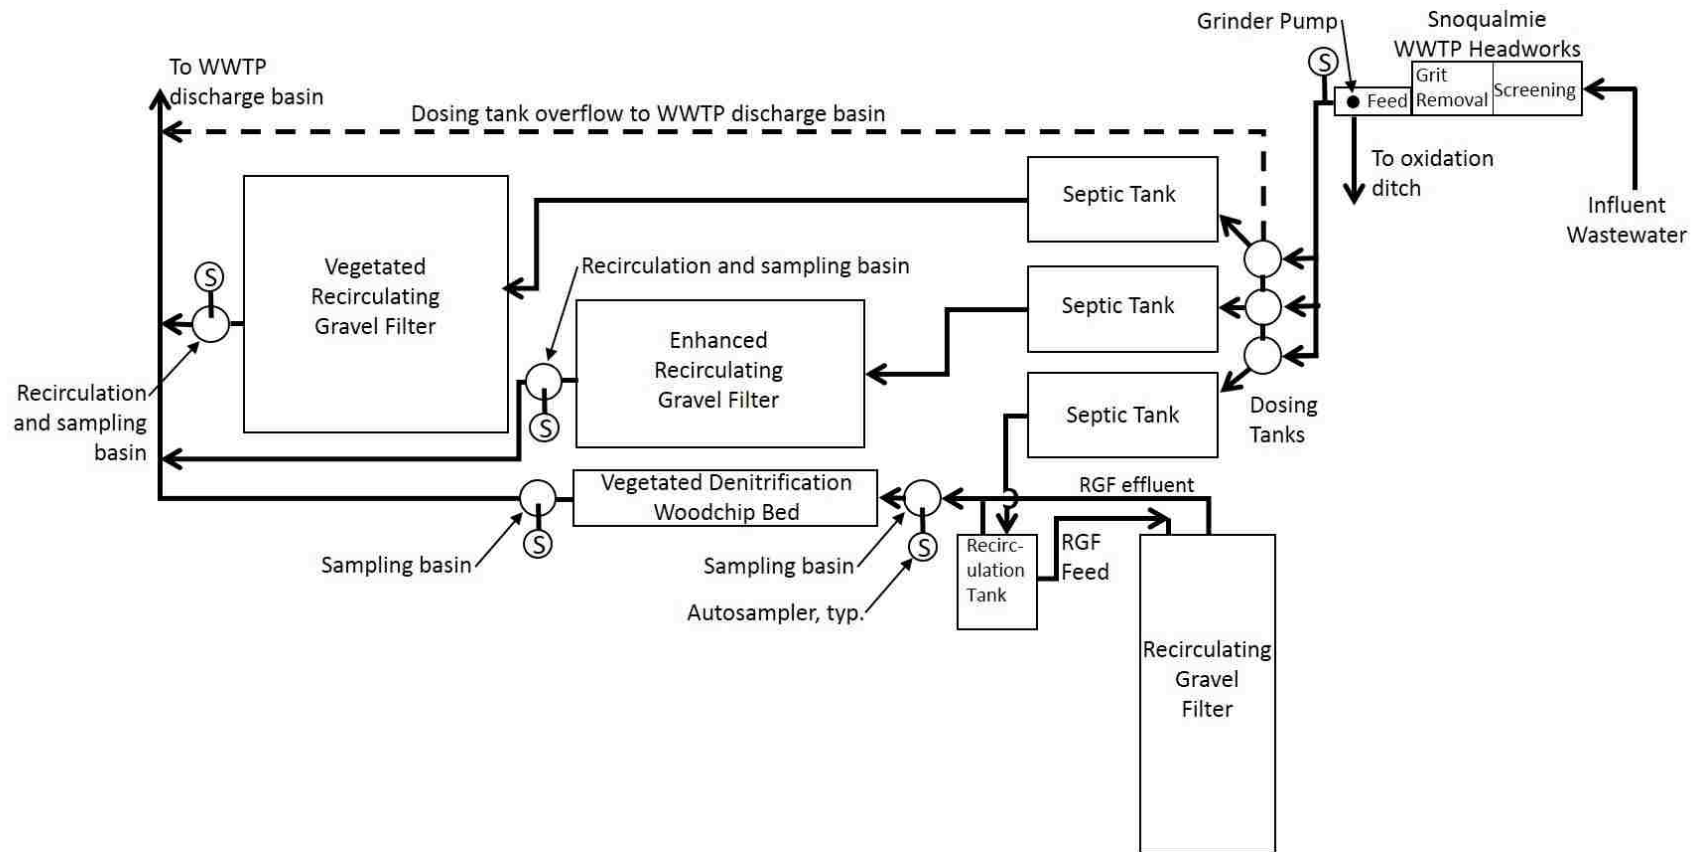 Grinder Pump
Snoqualmie
WWTP Headworks
S
Grit
Removal
Screening
Feed
To WWTP
discharge basin
Dosing tank overflow to WWTP discharge basin
To oxidation
ditch
Influent
Wastewater
Septic Tank
Vegetated
Recirculating
Gravel Filter
S
Recirculation and sampling basin
Septic Tank
Enhanced
Recirculating
Gravel Filter
Recirculation
and sampling
basin
S
Septic Tank
Dosing
Tanks
Vegetated Denitrification
Woodchip Bed
RGF effluent
S
Sampling basin
S
Sampling basin
Autosampler, typ.
Recirc-
ulation
Tank
RGF
Feed
Recirculating
Gravel
Filter